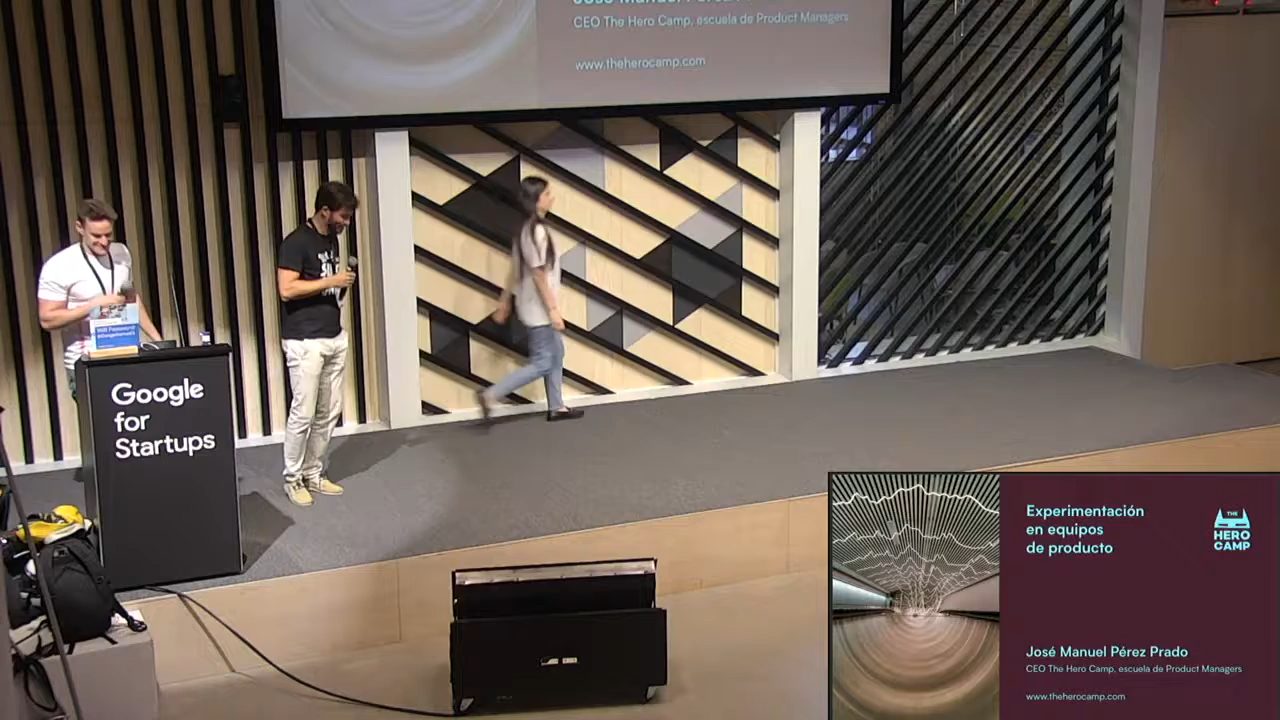 CEO The Hero Camp, escuela de Product Managers
www.theherocamp.com
Google
for
Startups
Experimentación
en equipos
de producto
THE
HERO
CAMP
José Manuel Pérez Prado
CEO The Hero Camp, escuela de Product Managers
www.theherocamp.com